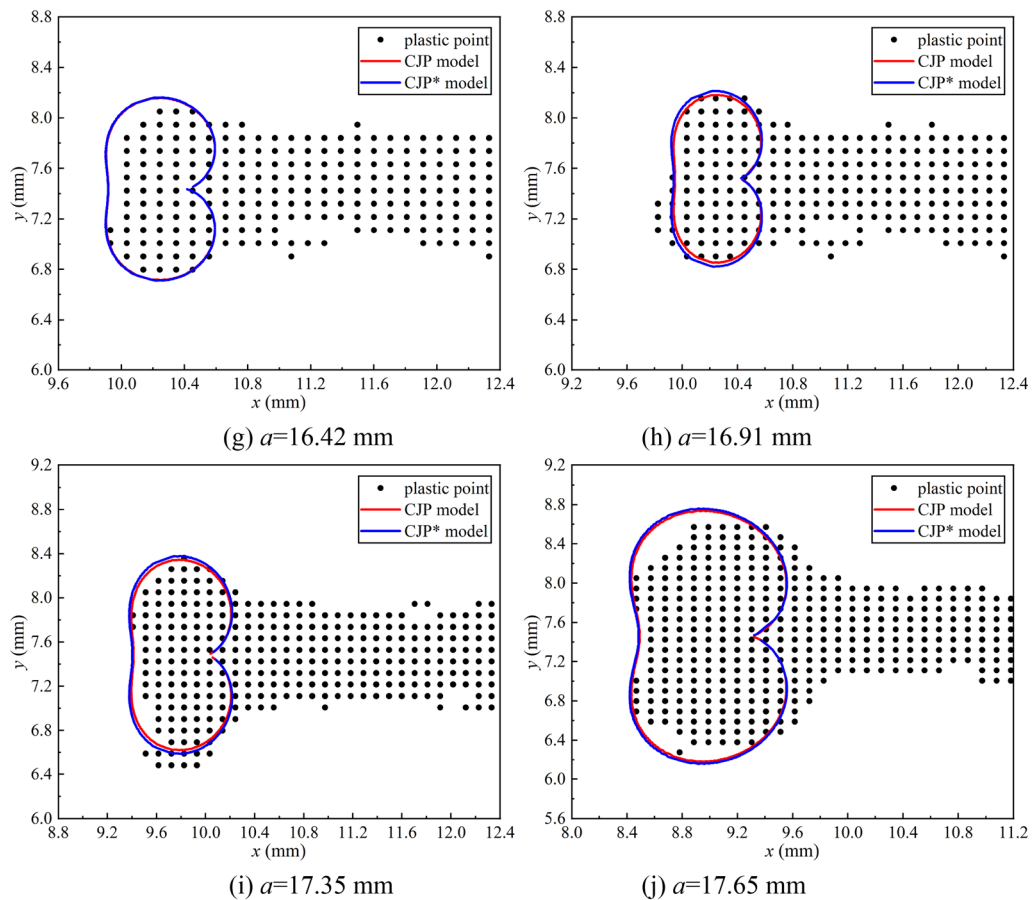 8.8
8.4
8.0
7.6
7.2
6.8
6.4
6.0
y (mm)
9.6 10.0 10.4 10.8 11.2 11.6 12.0 12.4
x (mm)
plastic point
CJP model
CJP* model
(g) a=16.42 mm
8.8
8.4
8.0
7.6
7.2
6.8
6.4
6.0
y (mm)
9.2 9.6 10.0 10.4 10.8 11.2 11.6 12.0 12.4
x (mm)
plastic point
CJP model
CJP* model
(h) a=16.91 mm
9.2
8.8
8.4
8.0
7.6
7.2
6.8
6.4
6.0
y (mm)
8.8 9.2 9.6 10.0 10.4 10.8 11.2 11.6 12.0 12.4
x (mm)
plastic point
CJP model
CJP* model
(i) a=17.35 mm
9.2
8.8
8.4
8.0
7.6
7.2
6.8
6.4
6.0
5.6
y (mm)
8.0 8.4 8.8 9.2 9.6 10.0 10.4 10.8 11.2
x (mm)
plastic point
CJP model
CJP* model
(j) a=17.65 mm